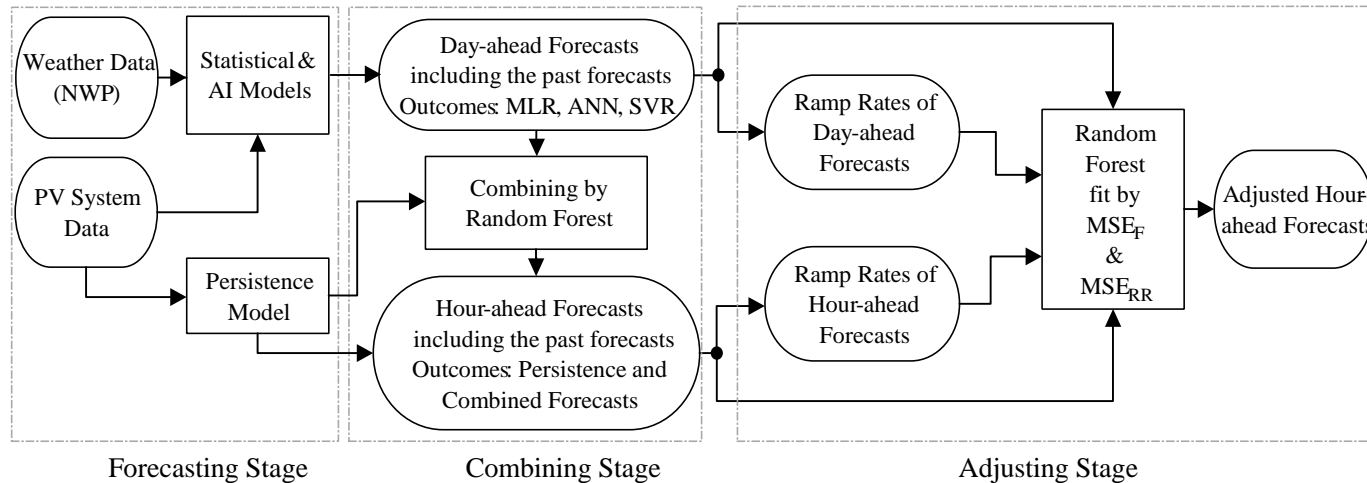 Weather Data
(NWP)
Statistical &
AI Models
PV System
Data
Persistence
Model
Forecasting Stage
Day-ahead Forecasts
including the past forecasts
Outcomes: MLR, ANN, SVR
Combining by
Random Forest
Hour-ahead Forecasts
including the past forecasts
Outcomes: Persistence and
Combined Forecasts
Combining Stage
Ramp Rates of
Day-ahead
Forecasts
Ramp Rates of
Hour-ahead
Forecasts
Random
Forest
fit by
MSE_F
&
MSE_RR
Adjusted Hour-
ahead Forecasts
Adjusting Stage